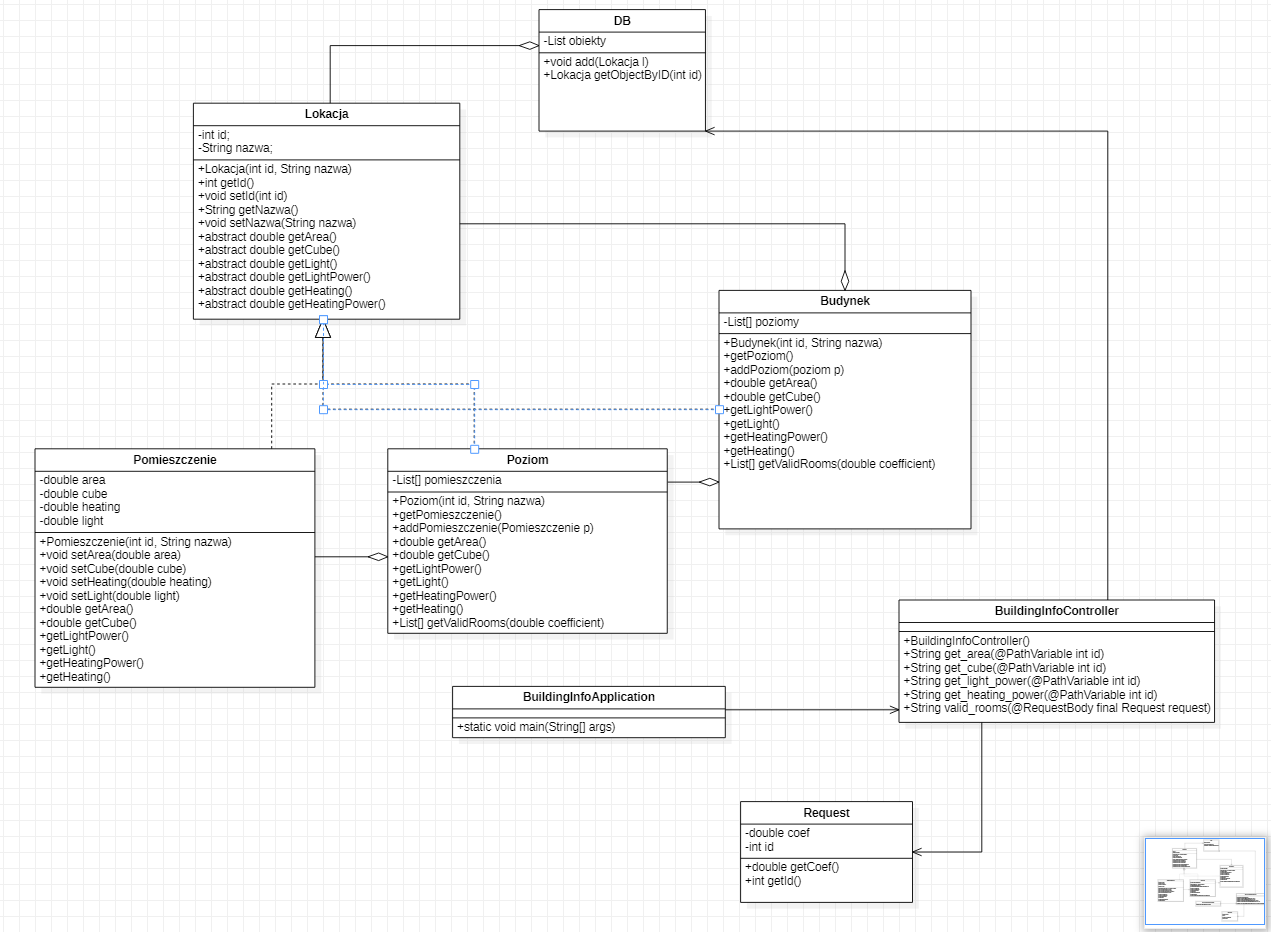 DB
-List obiekty
+void add(Lokacja l)
+Lokacja getObjectByID(int id)
Lokacja
-int id;
-String nazwa;
+Lokacja(int id, String nazwa)
+int getId()
+void setId(int id)
+String getNazwa()
+void setNazwa(String nazwa)
+abstract double getArea()
+abstract double getCube()
+abstract double getLight()
+abstract double getLightPower()
+abstract double getHeating()
+abstract double getHeatingPower()
Budynek
-List[] poziomy
+Budynek(int id, String nazwa)
+getPoziom()
+addPoziom(poziom p)
+double getArea()
+double getCube()
+getLightPower()
+getLight()
+getHeatingPower()
+getHeating()
+List[] getValidRooms(double coefficient)
Pomieszczenie
-double area
-double cube
-double heating
-double light
+Pomieszczenie(int id, String nazwa)
+void setArea(double area)
+void setCube(double cube)
+void setHeating(double heating)
+void setLight(double light)
+double getArea()
+double getCube()
+getLightPower()
+getLight()
+getHeatingPower()
+getHeating()
Poziom
-List[] pomieszczenia
+Poziom(int id, String nazwa)
+getPomieszczenie()
+addPomieszczenie(Pomieszczenie p)
+double getArea()
+double getCube()
+getLightPower()
+getLight()
+getHeatingPower()
+getHeating()
+List[] getValidRooms(double coefficient)
BuildingInfoController
+BuildingInfoController()
+String get_area(@PathVariable int id)
+String get_cube(@PathVariable int id)
+String get_light_power(@PathVariable int id)
+String get_heating_power(@PathVariable int id)
+String valid_rooms(@RequestBody final Request request)
BuildingInfoApplication
+static void main(String[] args)
Request
-double coef
-int id
+double getCoef()
+int getId()